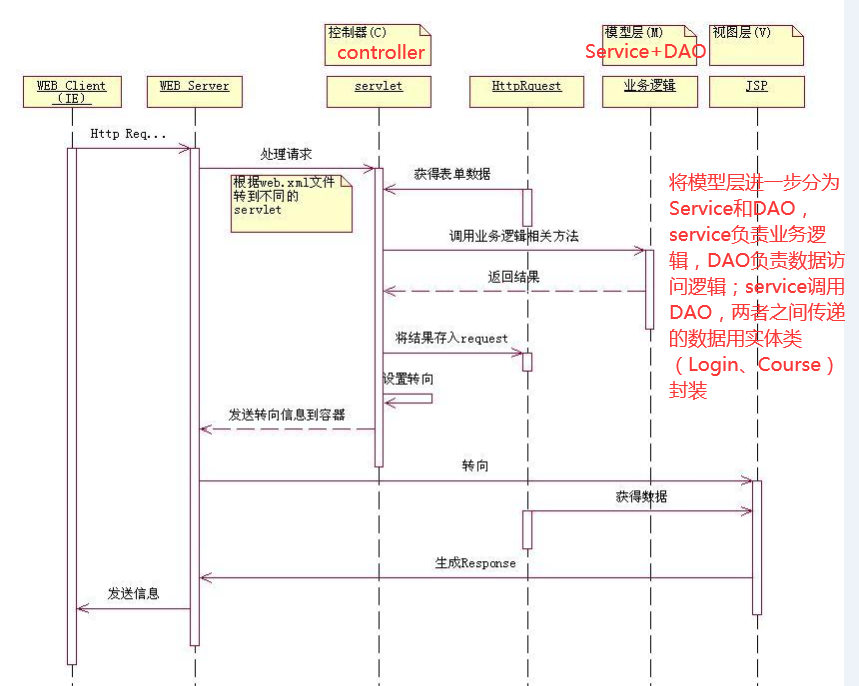 控制器(C)
controller
模型层(M)
Service+DAO
视图层(V)
WEB Client
(IE)
WEB Server
servlet
HttpRquest
业务逻辑
JSP
Http Req...
处理请求
根据web.xml文件
转到不同的
servlet
获得表单数据
调用业务逻辑相关方法
返回结果
将结果存入request
设置转向
发送转向信息到容器
转向
获得数据
生成Response
发送信息
将模型层进一步分为
Service和DAO，
service负责业务逻
辑，DAO负责数据访
问逻辑；service调用
DAO，两者之间传递
的数据用实体类
（Login、Course）
封装